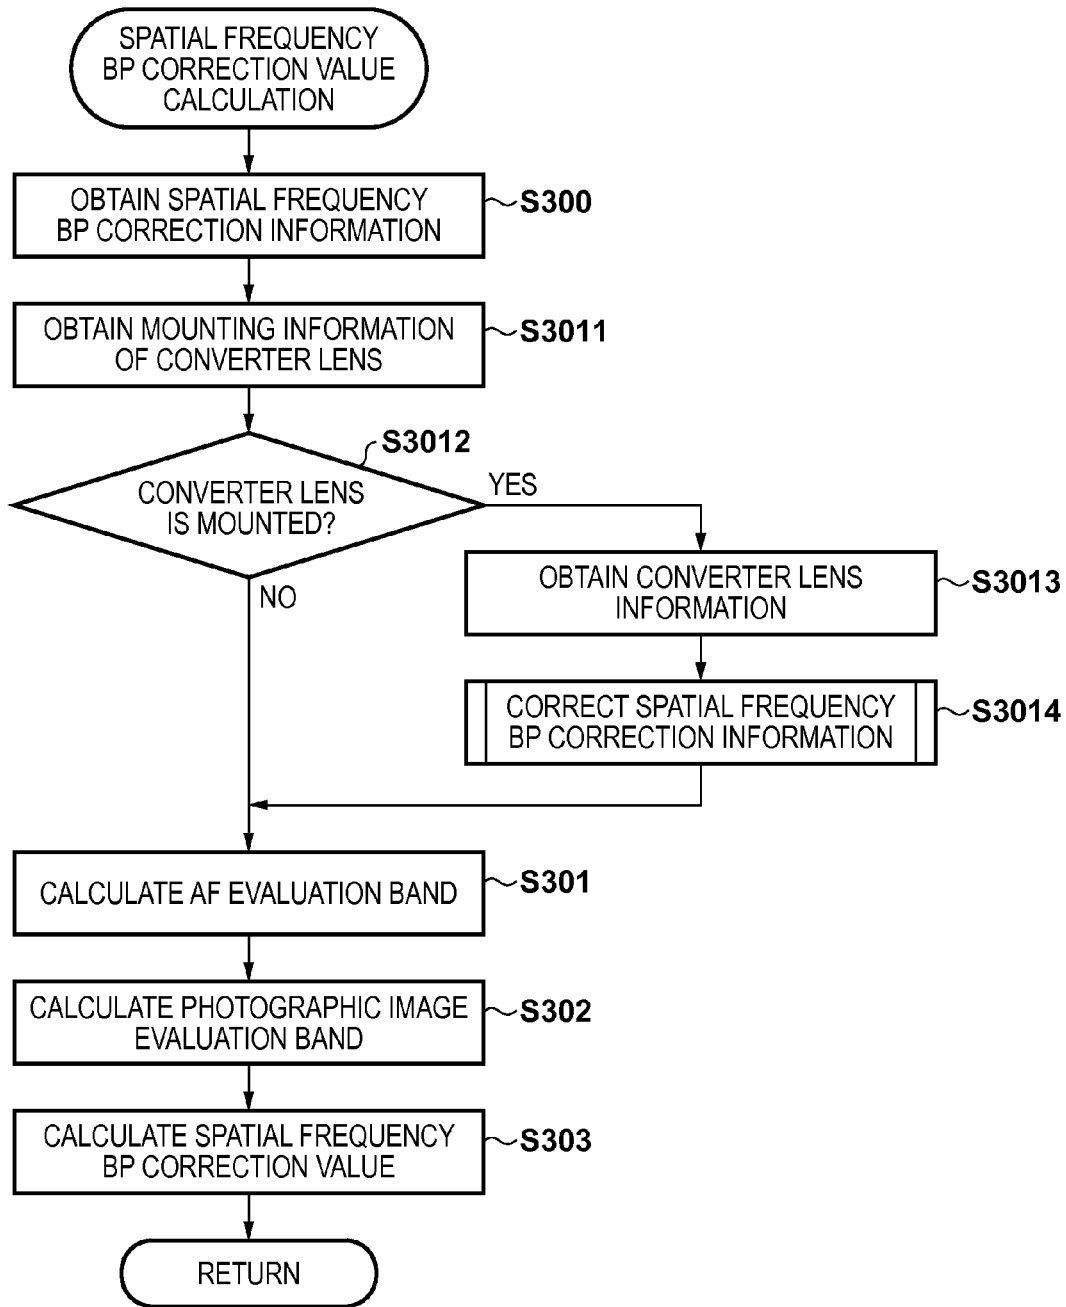 SPATIAL FREQUENCY
BP CORRECTION VALUE
CALCULATION
OBTAIN SPATIAL FREQUENCY
BP CORRECTION INFORMATION
S300
OBTAIN MOUNTING INFORMATION
OF CONVERTER LENS
S3011
S3012
CONVERTER LENS
IS MOUNTED?
YES
NO
OBTAIN CONVERTER LENS
INFORMATION
S3013
CORRECT SPATIAL FREQUENCY
BP CORRECTION INFORMATION
S3014
CALCULATE AF EVALUATION BAND
S301
CALCULATE PHOTOGRAPHIC IMAGE
EVALUATION BAND
S302
CALCULATE SPATIAL FREQUENCY
BP CORRECTION VALUE
S303
RETURN